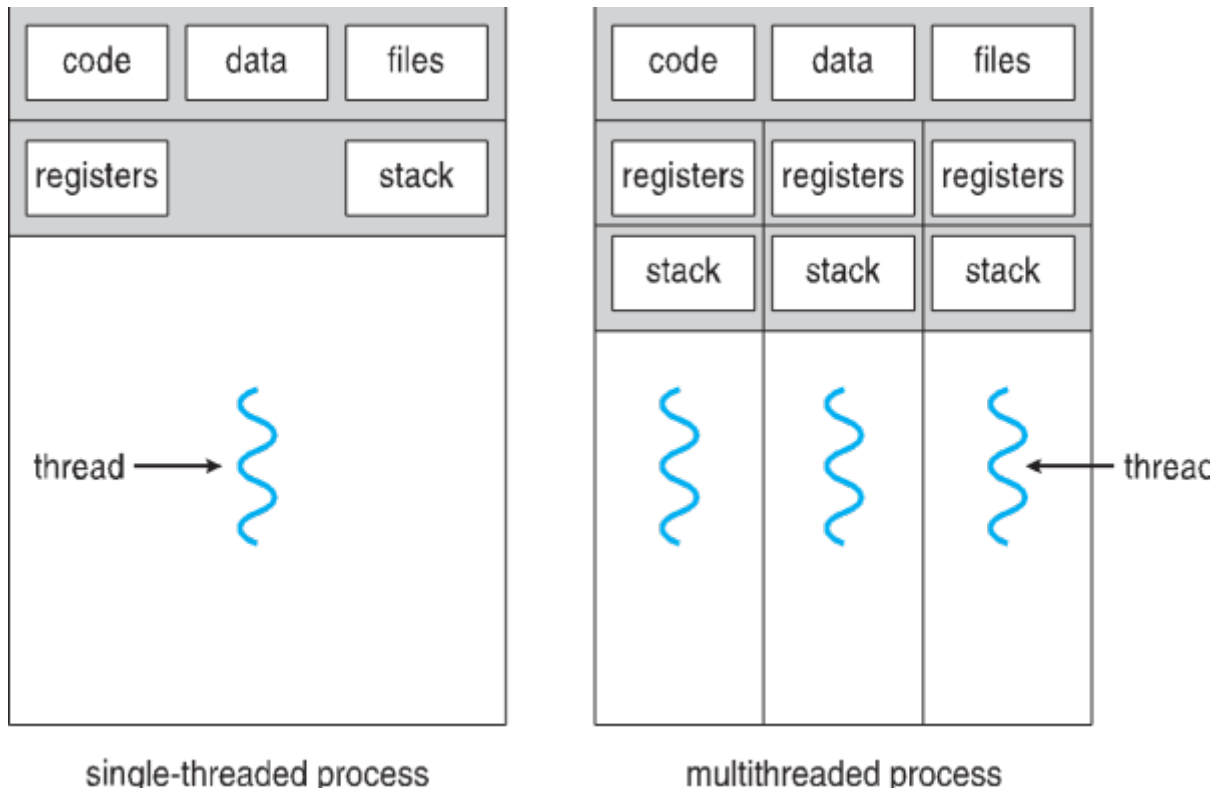 code data files
registers stack
thread
single-threaded process
code data files
registers registers registers
stack stack stack
thread
multithreaded process